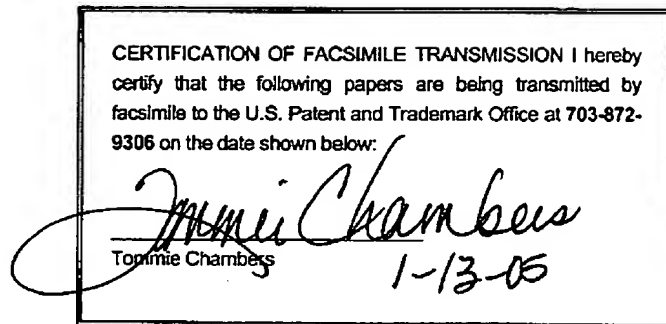 CERTIFICATION OF FACSIMILE TRANSMISSION I hereby
certify that the following papers are being transmitted by
facsimile to the U.S. Patent and Trademark Office at 703-872-
9306 on the date shown below:
Tommie Chambers
Tommie Chambers
1-13-05